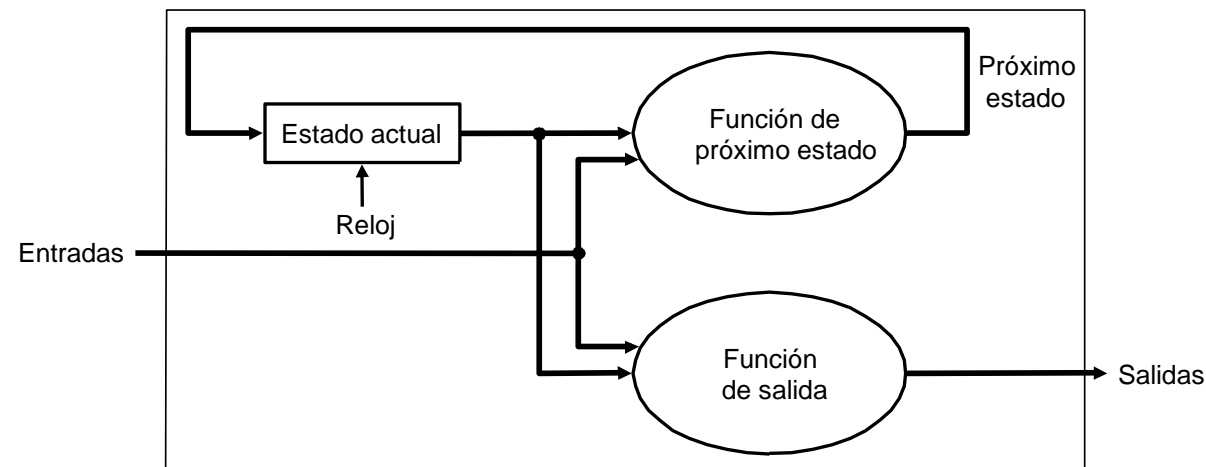 Próximo
estado
Estado actual
Función de
próximo estado
Reloj
Entradas
Función
de salida
Salidas